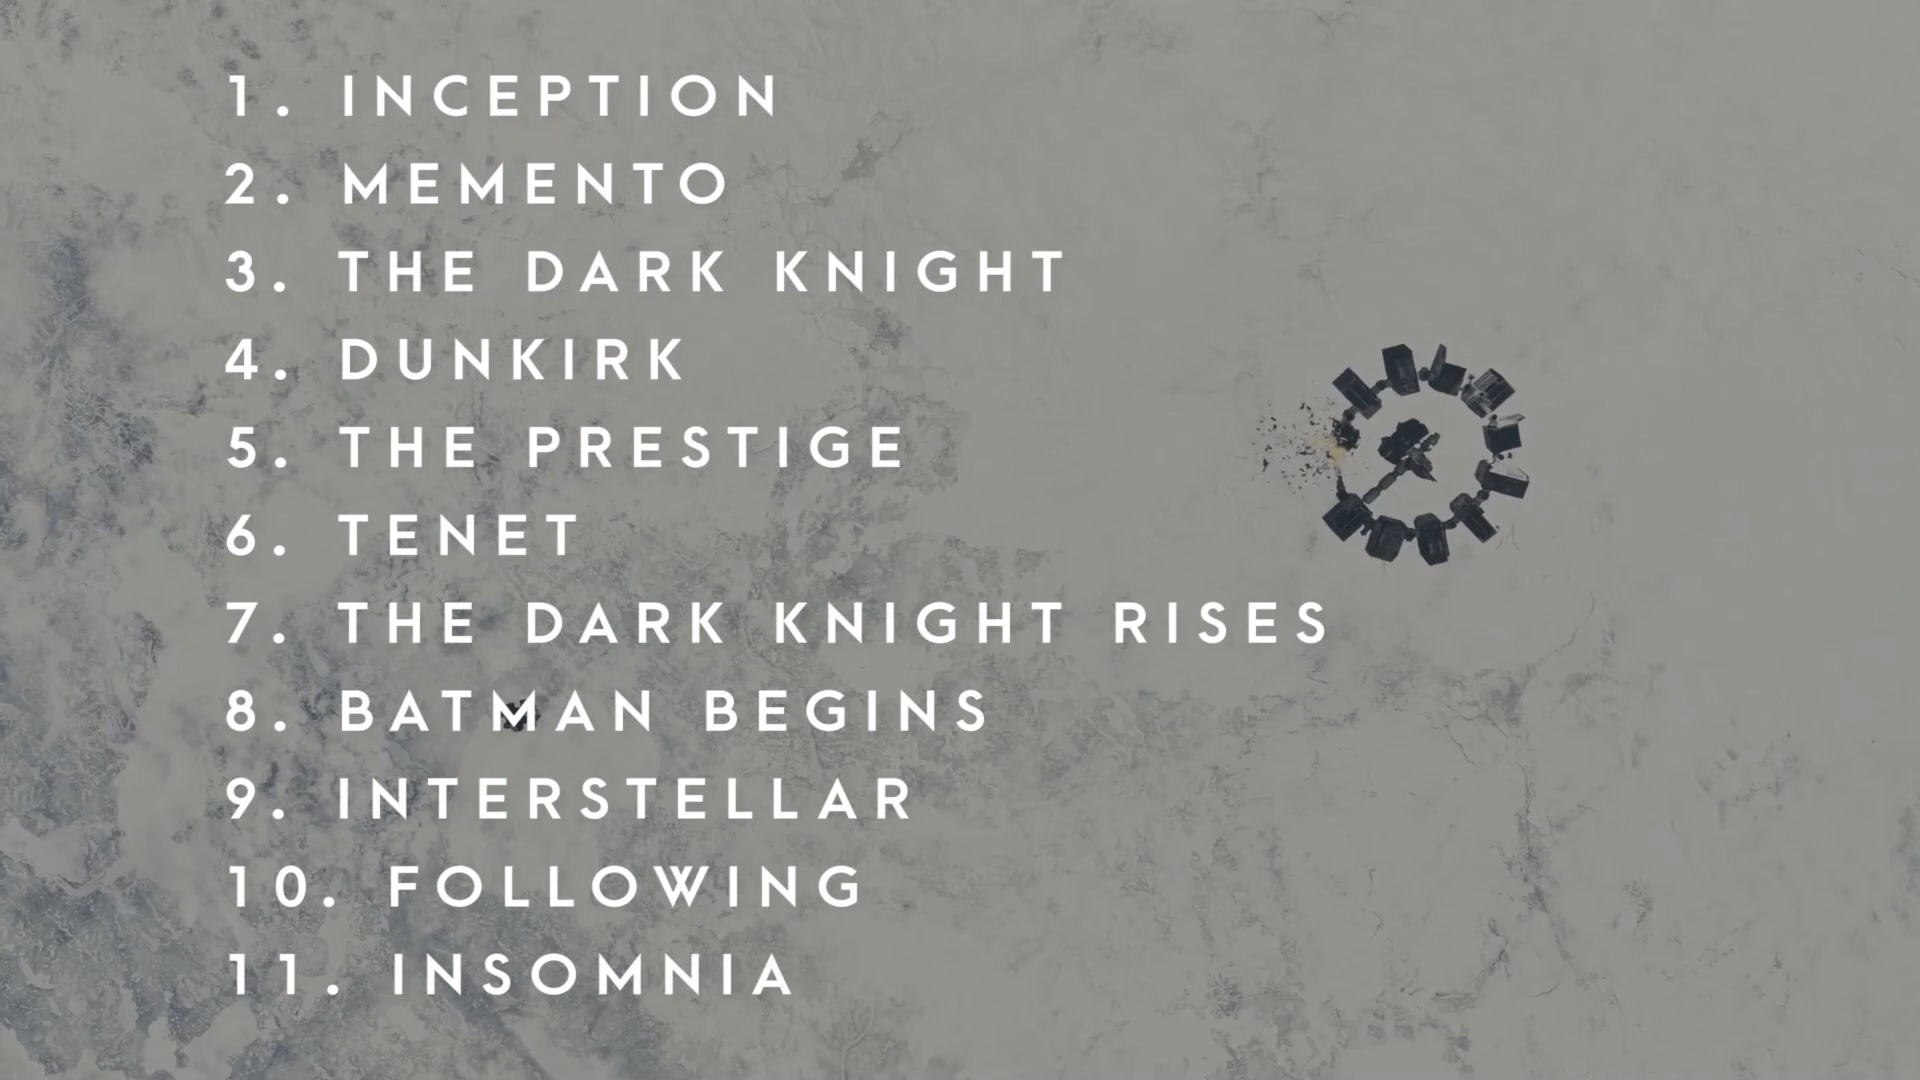 1. INCEPTION
2. MEMENTO
3. THE DARK KNIGHT
4. DUNKIRK
5. THE PRESTIGE
6. TENET
7. THE DARK KNIGHT RISES
8. BATMAN BEGINS
9. INTERSTELLAR
10. FOLLOWING
11. INSOMNIA